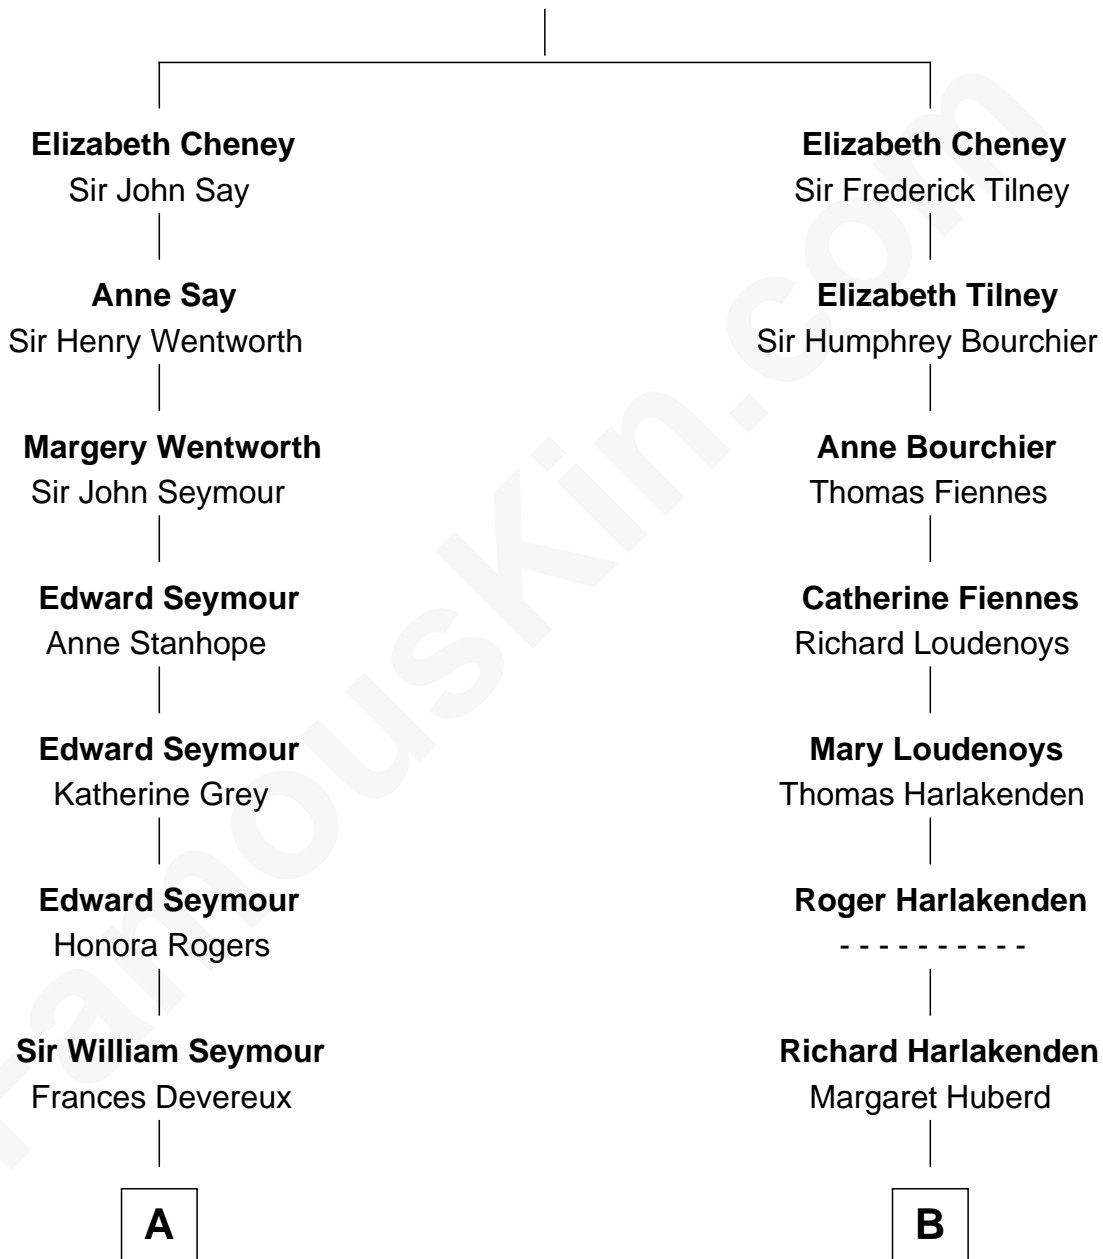 Elizabeth Cheney
Sir John Say
Anne Say
Sir Henry Wentworth
Margery Wentworth
Sir John Seymour
Edward Seymour
Anne Stanhope
Edward Seymour
Katherine Grey
Edward Seymour
Honora Rogers
Sir William Seymour
Frances Devereux
A
Elizabeth Cheney
Sir Frederick Tilney
Elizabeth Tilney
Sir Humphrey Bourchier
Anne Bourchier
Thomas Fiennes
Catherine Fiennes
Richard Loudenoys
Mary Loudenoys
Thomas Harlakenden
Roger Harlakenden
- - - - - - - - - -
Richard Harlakenden
Margaret Huberd
B
FamousKin.com